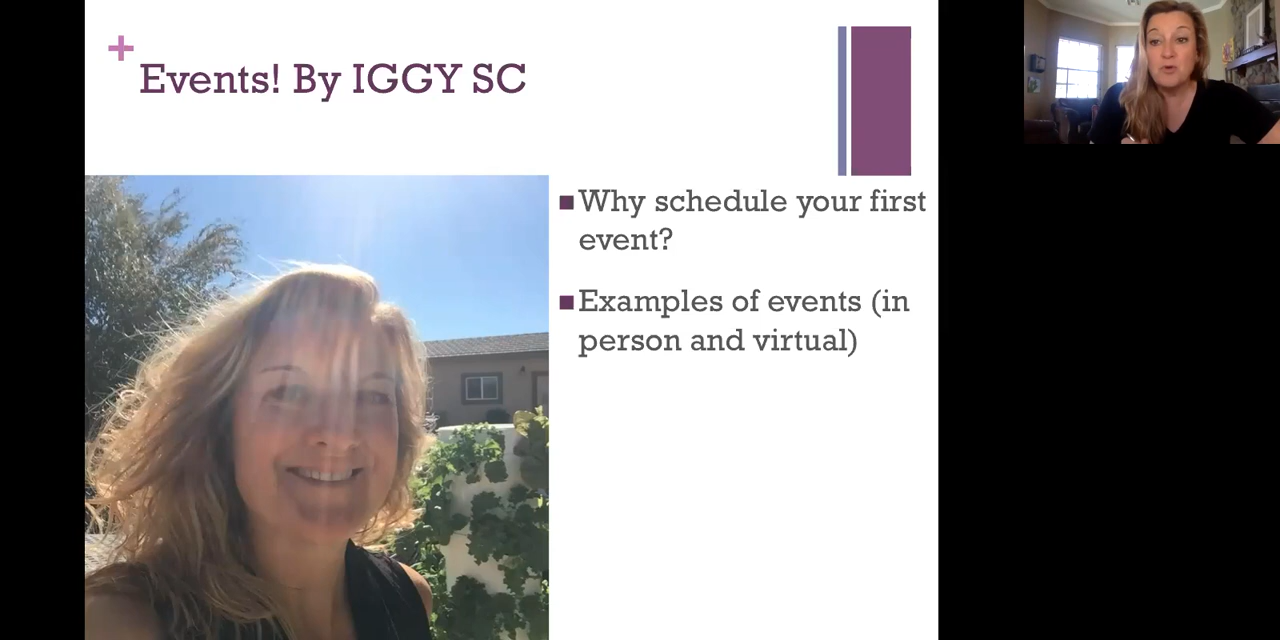 Events! By IGGY SC
Why schedule your first
event?
Examples of events (in
person and virtual)